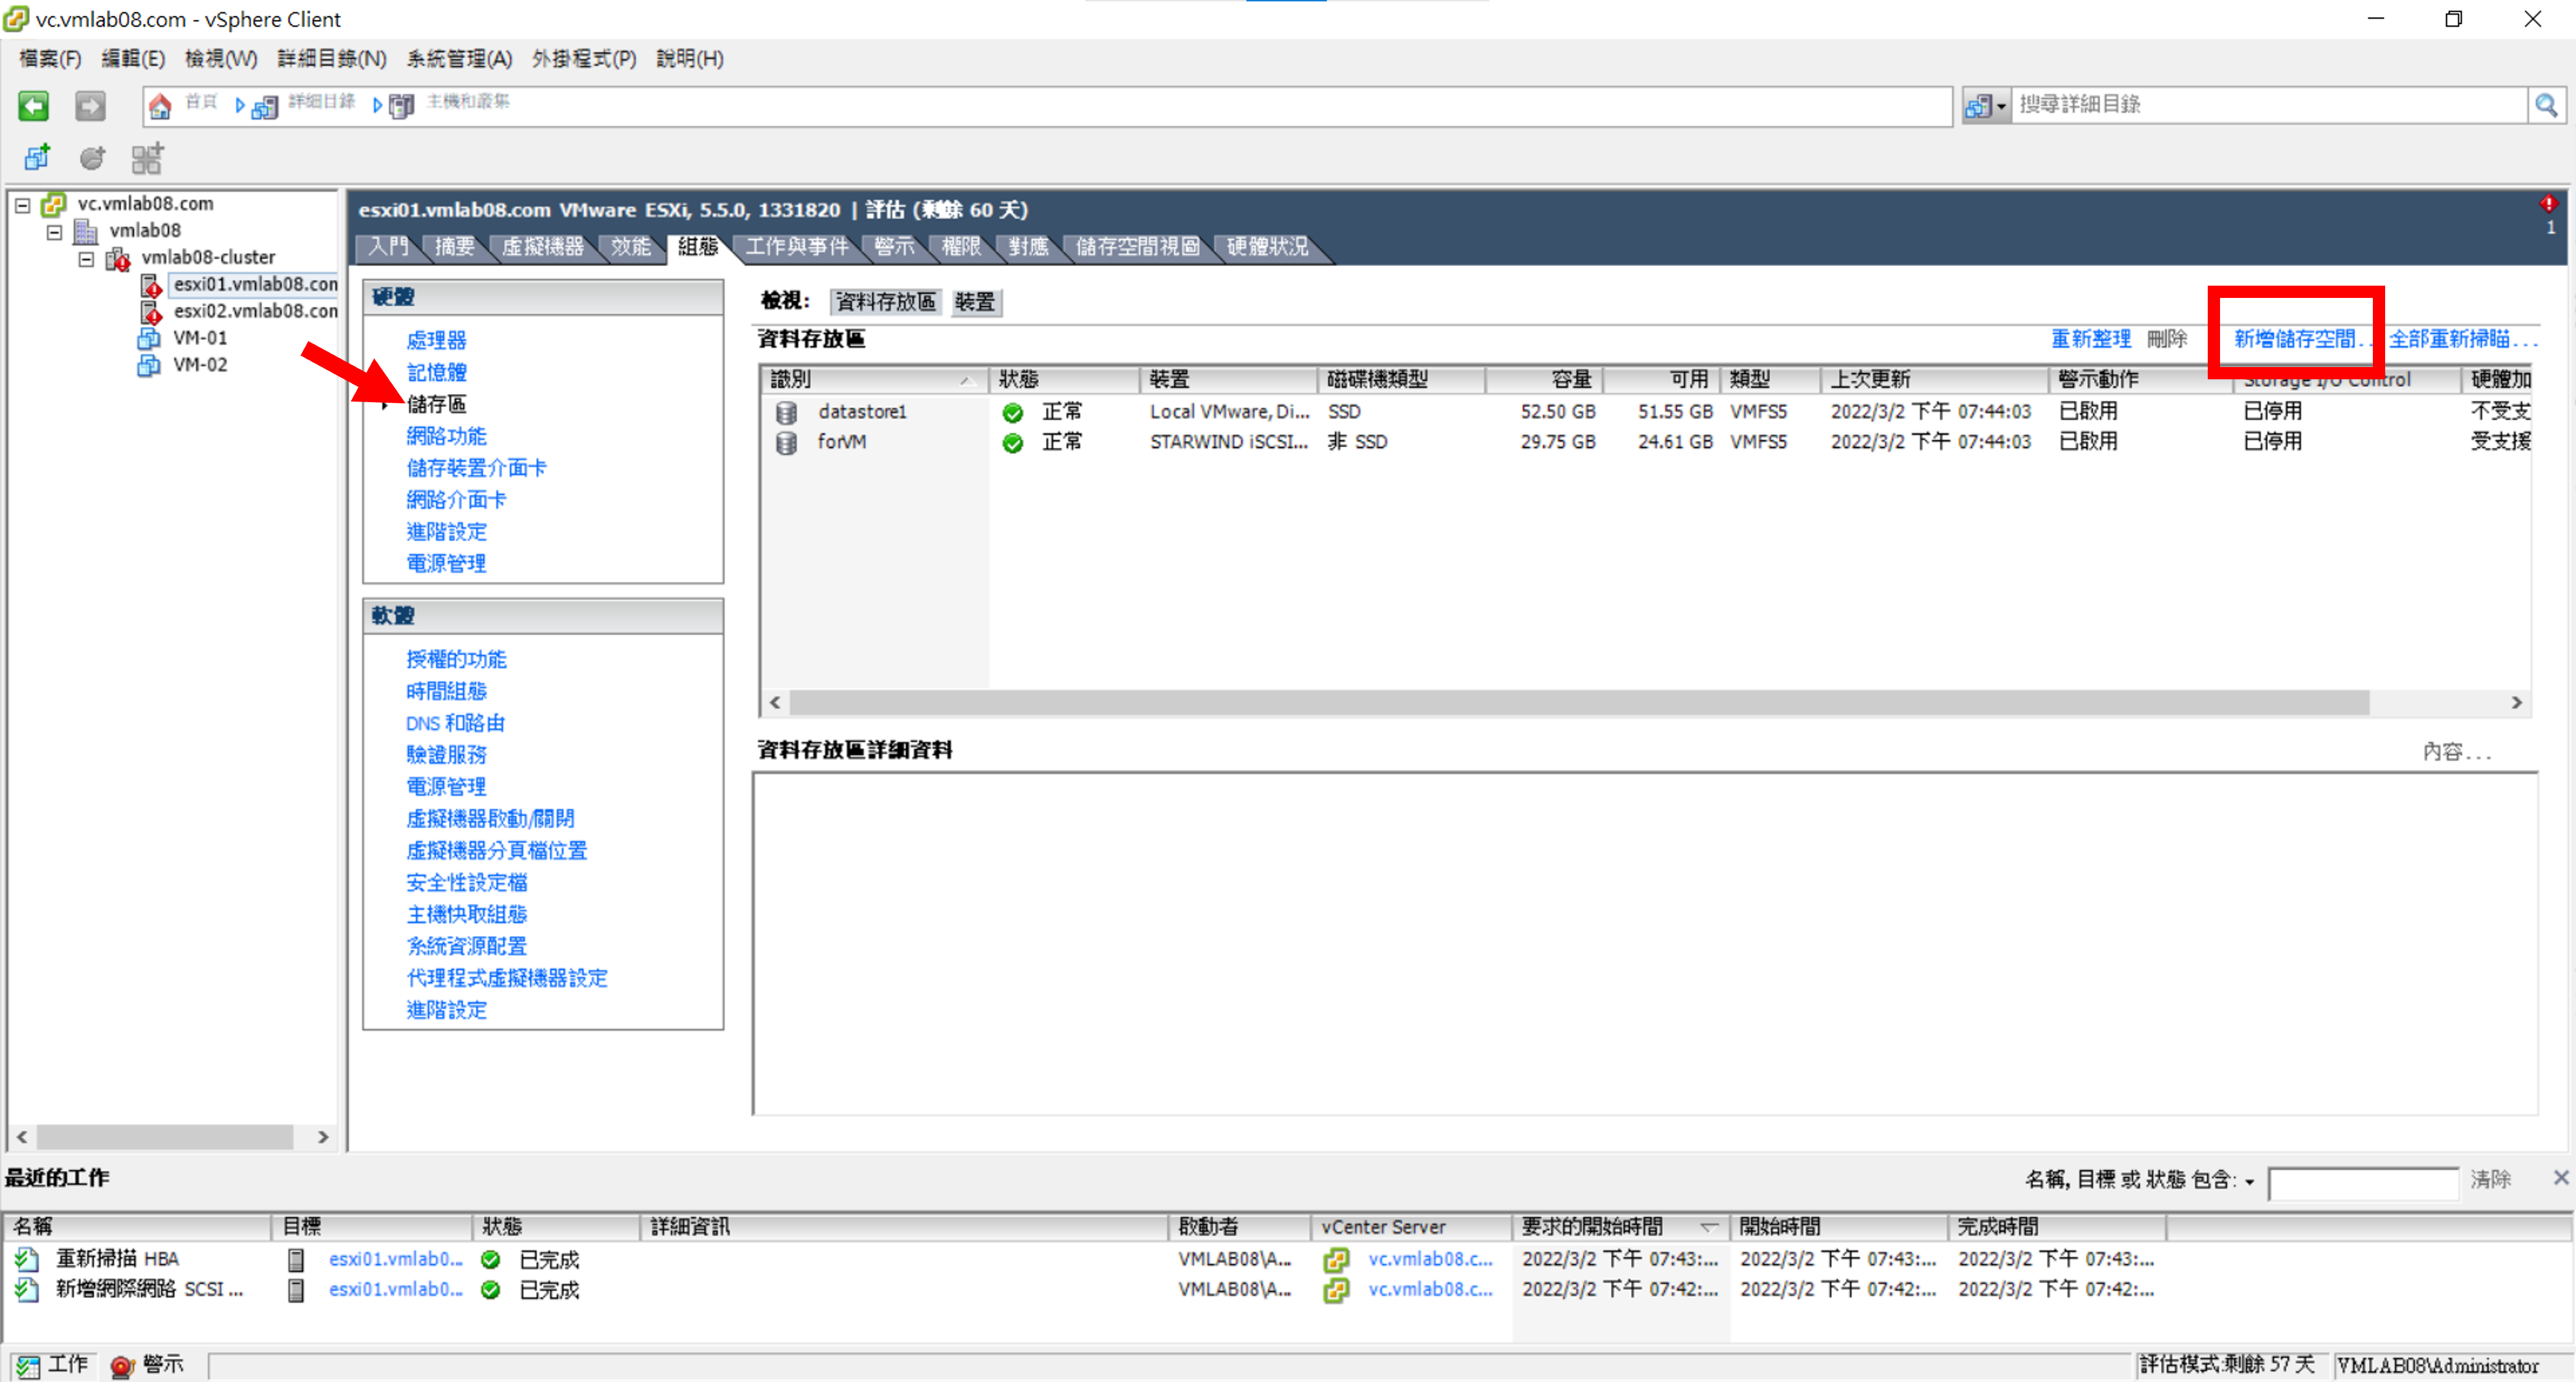 vc.vmlab08.com - vSphere Client
檔案(F) 編輯(E) 檢視(W) 詳細目錄(N) 系統管理(A) 外掛程式(P) 說明(H)
首頁 詳細目錄 主機和叢集 搜尋詳細目錄
vc.vmlab08.com
vmlab08
vmlab08-cluster
esxi01.vmlab08.con
esxi02.vmlab08.con
VM-01
VM-02
esxi01.vmlab08.com VMware ESXi, 5.5.0, 1331820 | 評估 (剩餘 60 天)
1
入門 摘要 虛擬機器 效能 組態 工作與事件 警示 權限 對應 儲存空間視圖 硬體狀況
硬體
處理器
記憶體
儲存區
網路功能
儲存裝置介面卡
網路介面卡
進階設定
電源管理
軟體
授權的功能
時間組態
DNS 和路由
驗證服務
電源管理
虛擬機器啟動/關閉
虛擬機器分頁檔位置
安全性設定檔
主機快取組態
系統資源配置
代理程式虛擬機器設定
進階設定
檢視: 資料存放區 裝置
資料存放區 重新整理 刪除 新增儲存空間.. 全部重新掃瞄...
識別 狀態 裝置 磁碟機類型 容量 可用 類型 上次更新 警示動作 Storage I/O Control 硬體加
datastore1 正常 Local VMware, Di... SSD 52.50 GB 51.55 GB VMFS5 2022/3/2 下午 07:44:03 已啟用 已停用 不受支
forVM 正常 STARWIND iSCSI... 非 SSD 29.75 GB 24.61 GB VMFS5 2022/3/2 下午 07:44:03 已啟用 已停用 受支援
資料存放區詳細資料 內容...
最近的工作 名稱, 目標 或 狀態 包含: 清除
名稱 目標 狀態 詳細資訊 啟動者 vCenter Server 要求的開始時間 開始時間 完成時間
重新掃描 HBA esxi01.vmlab0... 已完成 VMLAB08\A... vc.vmlab08.c... 2022/3/2 下午 07:43:... 2022/3/2 下午 07:43:... 2022/3/2 下午 07:43:...
新增網際網路 SCSI ... esxi01.vmlab0... 已完成 VMLAB08\A... vc.vmlab08.c... 2022/3/2 下午 07:42:... 2022/3/2 下午 07:42:... 2022/3/2 下午 07:42:...
工作 警示 評估模式:剩餘 57 天 VMLAB08\Administrator